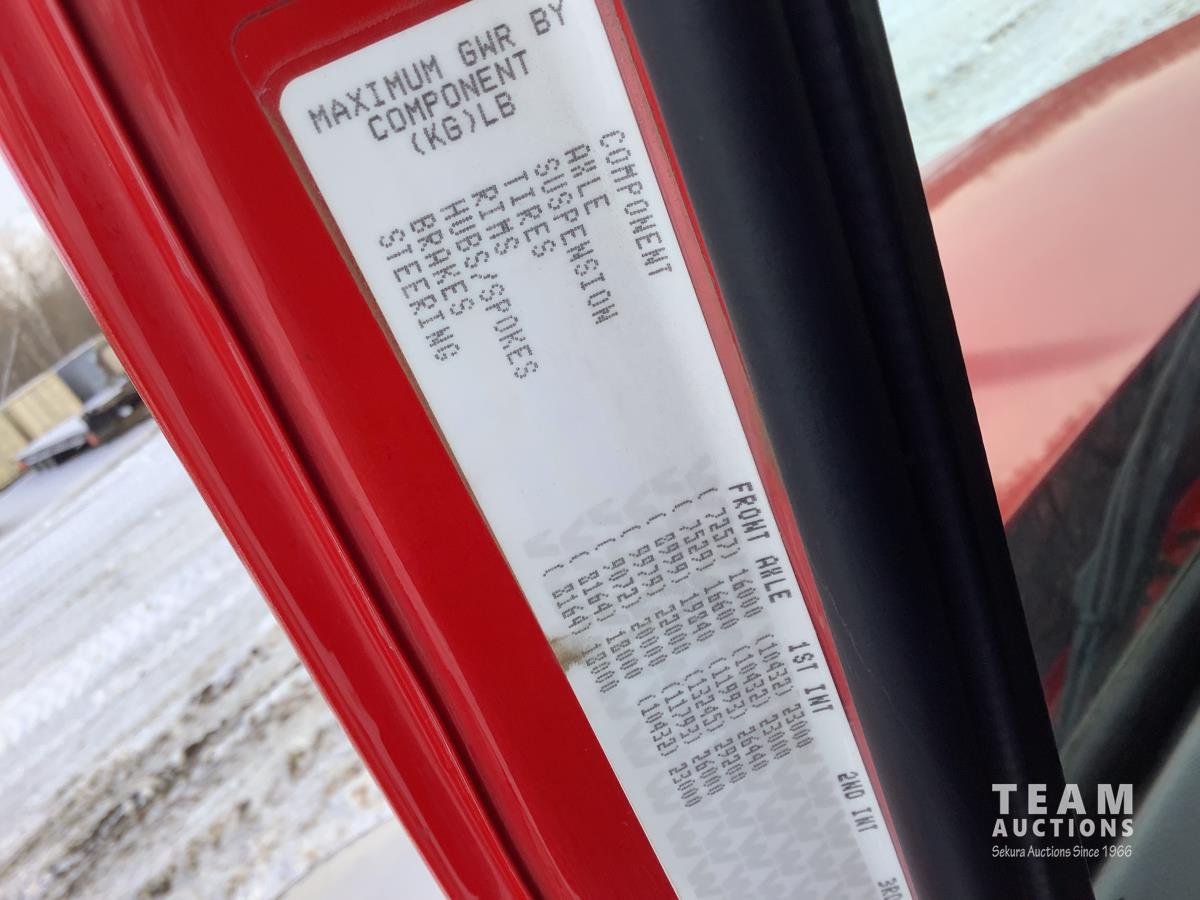 MAXIMUM GWR BY
COMPONENT
(KG)LB
COMPONENT FRONT AXLE 1ST INT 2ND INT 3RD
AXLE ( 7257) 16000 (10432) 23000
SUSPENSION ( 7529) 16600 (10432) 23000
TIRES ( 8999) 19840 (11993) 26440
RIMS ( 9979) 22000 (13245) 29200
HUBS/SPOKES ( 9072) 20000 (11793) 26000
BRAKES ( 8164) 18000 (10432) 23000
STEERING ( 8164) 18000
TEAM
AUCTIONS
Sekura Auctions Since 1966